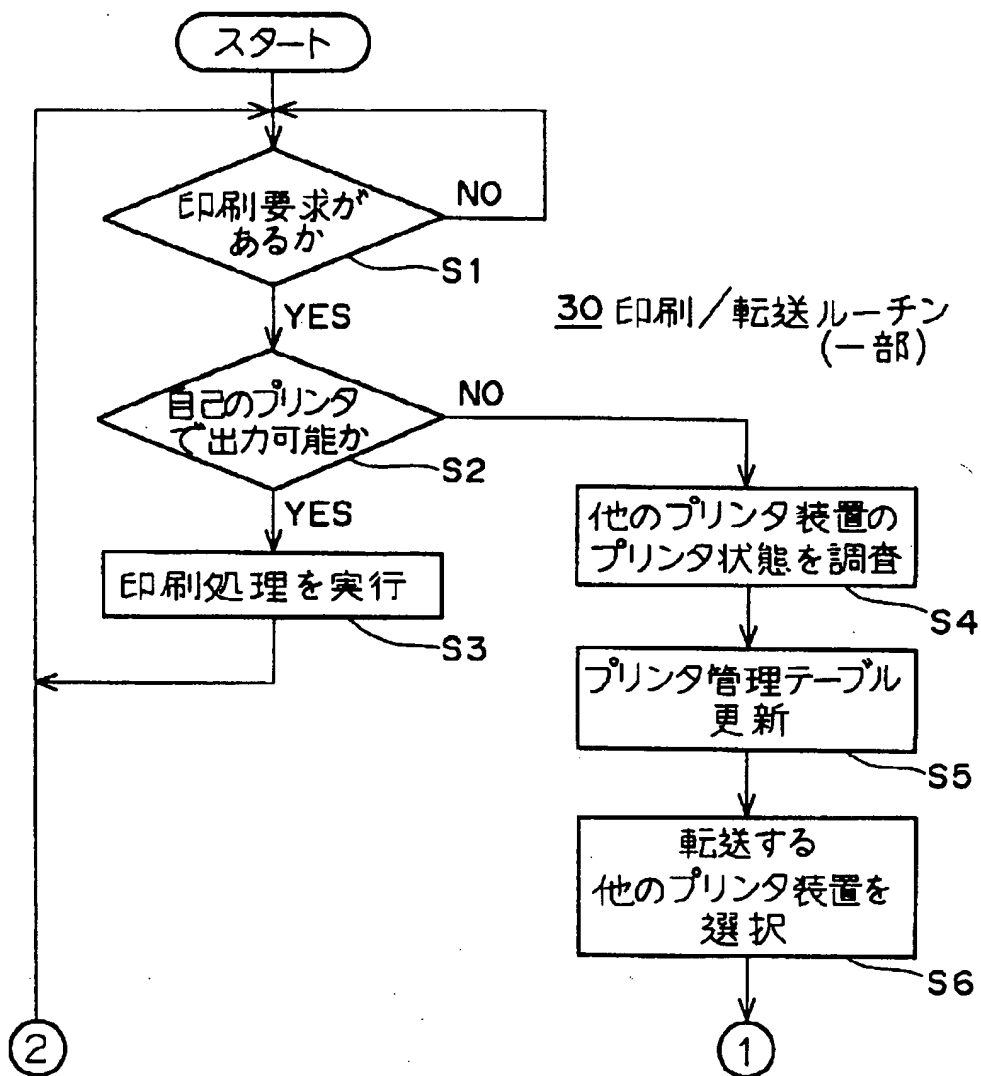 スタート
印刷要求が
あるか
NO
S1
YES
30 印刷/転送ルーチン
(一部)
自己のプリンタ
で出力可能か
NO
S2
YES
印刷処理を実行
S3
他のプリンタ装置の
プリンタ状態を調査
S4
プリンタ管理テーブル
更新
S5
転送する
他のプリンタ装置を
選択
S6
2
1